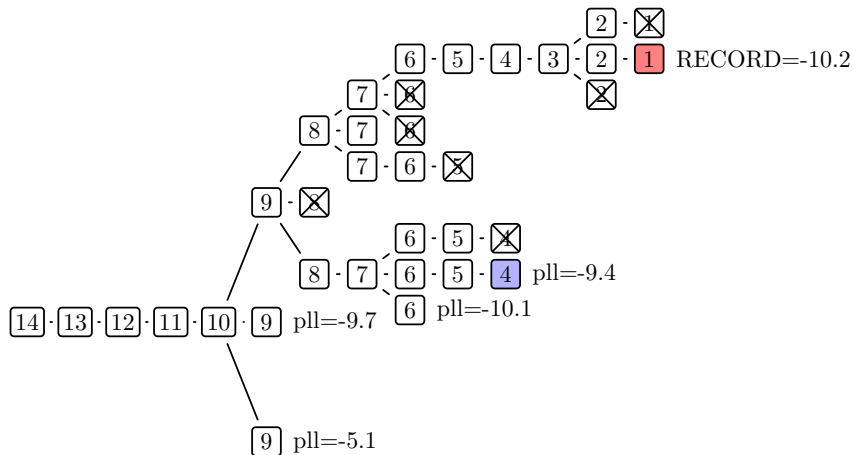 2 1
6 5 4 3 2 1 RECORD=-10.2
7 6 2
8 7 6
7 6 5
9 8
6 5 4
8 7 6 5 4 pll=-9.4
6 pll=-10.1
14 13 12 11 10 9 pll=-9.7
9 pll=-5.1